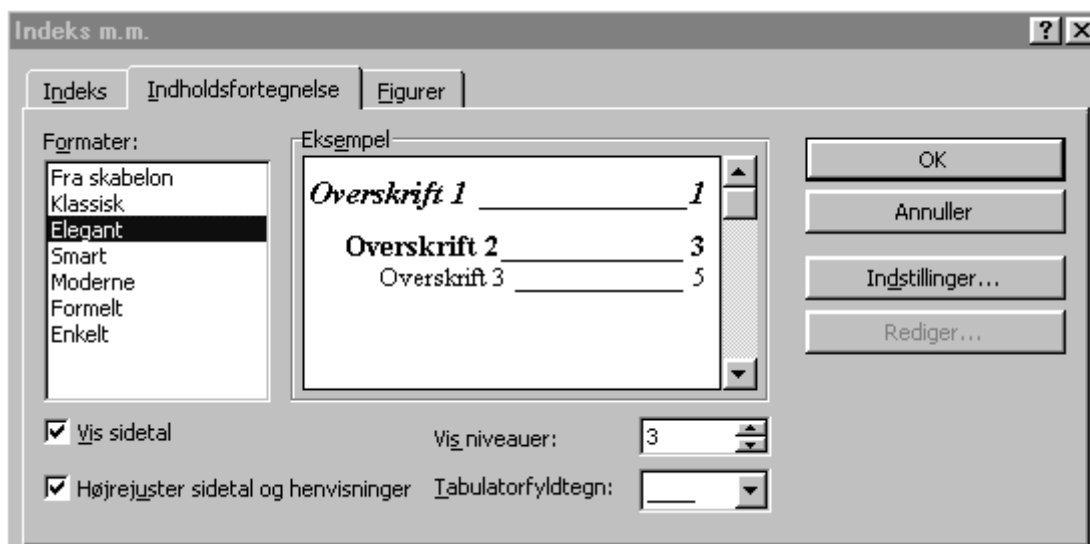 Indeks m.m.
Indeks Indholdsfortegnelse Figurer
Formater:
Fra skabelon
Klassisk
Elegant
Smart
Moderne
Formelt
Enkelt
Eksempel
Overskrift 1 1
Overskrift 2 3
Overskrift 3 5
OK
Annuller
Indstillinger...
Rediger...
Vis sidetal
Højrejuster sidetal og henvisninger
Vis niveauer: 3
Tabulatorfyldtegn: ____